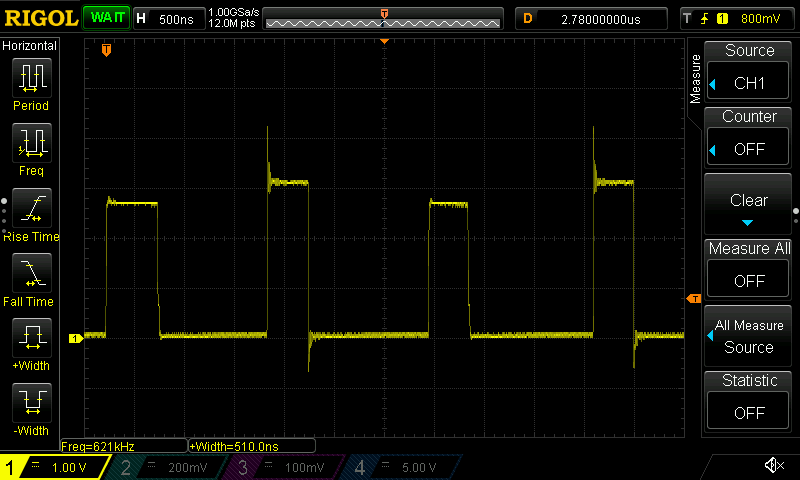 RIGOL WAIT H 500ns 1.00GSa/s 12.0M pts T D 2.78000000us T 1 800mV
Horizontal
Period
Freq
Rise Time
Fall Time
+Width
-Width
T
1
T
Freq=621kHz +Width=510.0ns
Measure
Source
CH1
Counter
OFF
Clear
Measure All
OFF
All Measure
Source
Statistic
OFF
1 1.00 V 2 200mV 3 100mV 4 5.00 V